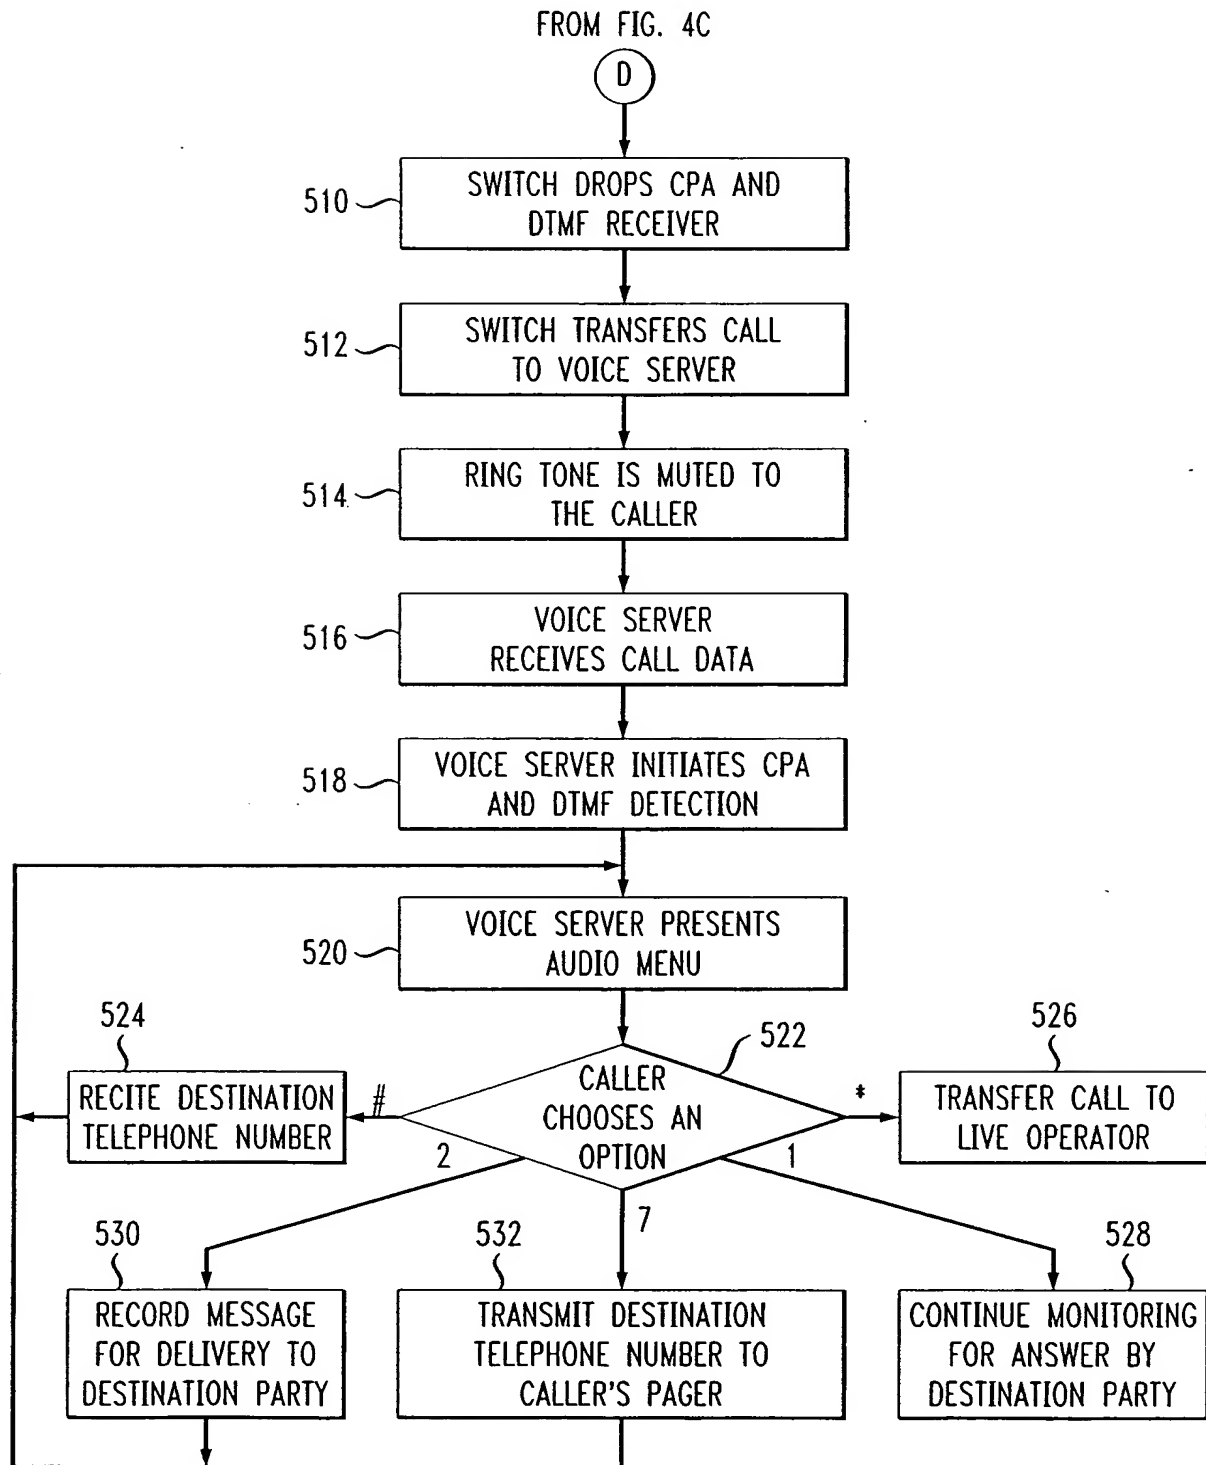 FROM FIG. 4C
D
510
SWITCH DROPS CPA AND
DTMF RECEIVER
512
SWITCH TRANSFERS CALL
TO VOICE SERVER
514
RING TONE IS MUTED TO
THE CALLER
516
VOICE SERVER
RECEIVES CALL DATA
518
VOICE SERVER INITIATES CPA
AND DTMF DETECTION
520
VOICE SERVER PRESENTS
AUDIO MENU
524
RECITE DESTINATION
TELEPHONE NUMBER
#
522
CALLER
CHOOSES AN
OPTION
*
526
TRANSFER CALL TO
LIVE OPERATOR
2
7
1
530
RECORD MESSAGE
FOR DELIVERY TO
DESTINATION PARTY
532
TRANSMIT DESTINATION
TELEPHONE NUMBER TO
CALLER'S PAGER
528
CONTINUE MONITORING
FOR ANSWER BY
DESTINATION PARTY